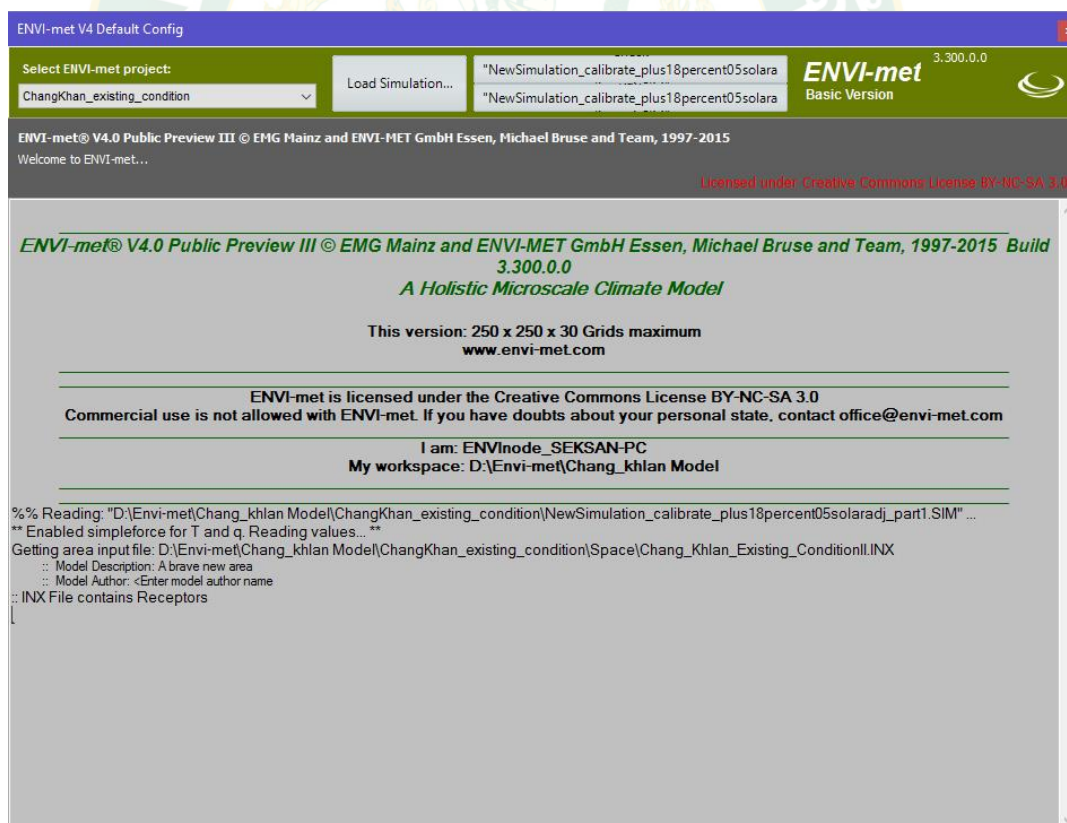 ENVI-met V4 Default Config
Select ENVI-met project:
ChangKhan_existing_condition
Load Simulation...
"NewSimulation_calibrate_plus18percent05solara
"NewSimulation_calibrate_plus18percent05solara
ENVI-met
3.300.0.0
Basic Version
ENVI-met® V4.0 Public Preview III © EMG Mainz and ENVI-MET GmbH Essen, Michael Bruse and Team, 1997-2015
Welcome to ENVI-met...
Licensed under Creative Commons License BY-NC-SA 3.0
ENVI-met® V4.0 Public Preview III © EMG Mainz and ENVI-MET GmbH Essen, Michael Bruse and Team, 1997-2015 Build
3.300.0.0
A Holistic Microscale Climate Model
This version: 250 x 250 x 30 Grids maximum
www.envi-met.com
ENVI-met is licensed under the Creative Commons License BY-NC-SA 3.0
Commercial use is not allowed with ENVI-met. If you have doubts about your personal state, contact office@envi-met.com
I am: ENVInode_SEKSAN-PC
My workspace: D:\Envi-met\Chang_khlan Model
%% Reading: "D:\Envi-met\Chang_khlan Model\ChangKhan_existing_condition\NewSimulation_calibrate_plus18percent05solaradj_part1.SIM" ...
** Enabled simpleforce for T and q. Reading values... **
Getting area input file: D:\Envi-met\Chang_khlan Model\ChangKhan_existing_condition\Space\Chang_Khlan_Existing_ConditionII.INX
:: Model Description: A brave new area
:: Model Author: <Enter model author name
:: INX File contains Receptors